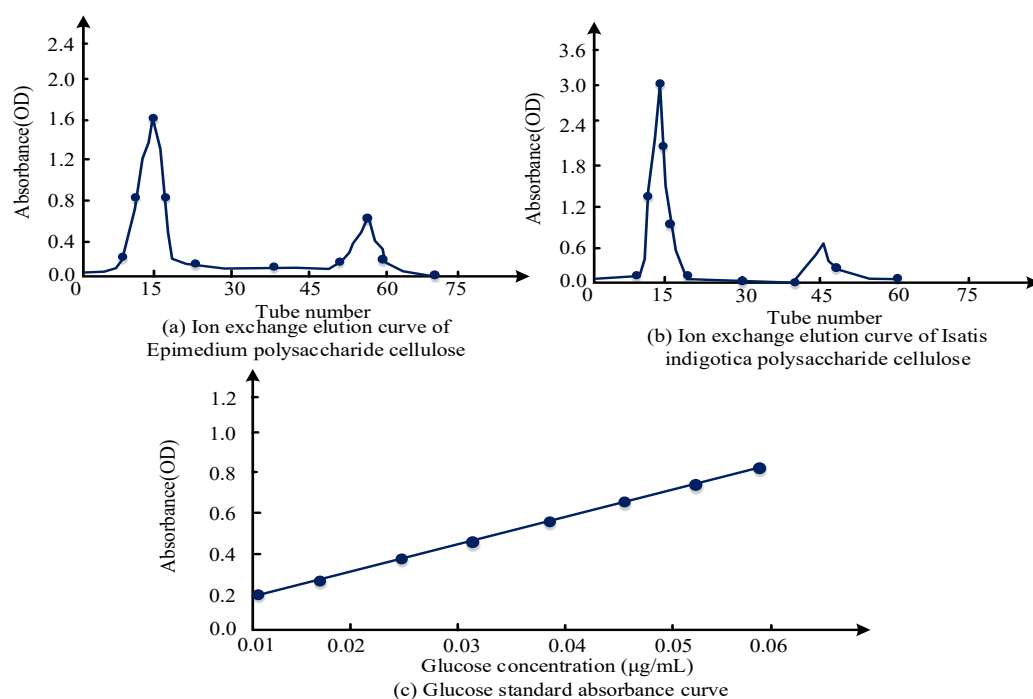 2.4
2.0
1.6
1.2
0.8
0.4
0.0
Absorbance(OD)
0 15 30 45 60 75
Tube number
(a) Ion exchange elution curve of
Epimedium polysaccharide cellulose
3.6
3.0
2.4
1.8
1.2
0.6
0.0
Absorbance(OD)
0 15 30 45 60 75
Tube number
(b) Ion exchange elution curve of Isatis
indigotica polysaccharide cellulose
1.2
1.0
0.8
0.4
0.2
0.0
Absorbance(OD)
0.01 0.02 0.03 0.04 0.05 0.06
Glucose concentration (μg/mL)
(c) Glucose standard absorbance curve